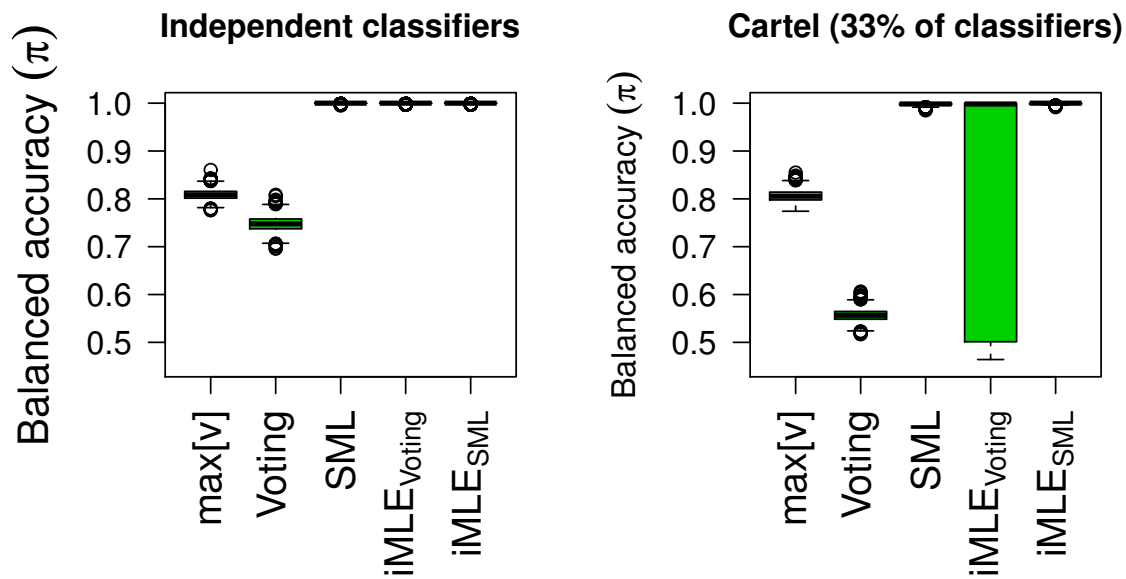 Independent classifiers
Balanced accuracy (π)
1.0
0.9
0.8
0.7
0.6
0.5
max[v]
Voting
SML
iMLEVoting
iMLESML
Cartel (33% of classifiers)
Balanced accuracy (π)
1.0
0.9
0.8
0.7
0.6
0.5
max[v]
Voting
SML
iMLEVoting
iMLESML